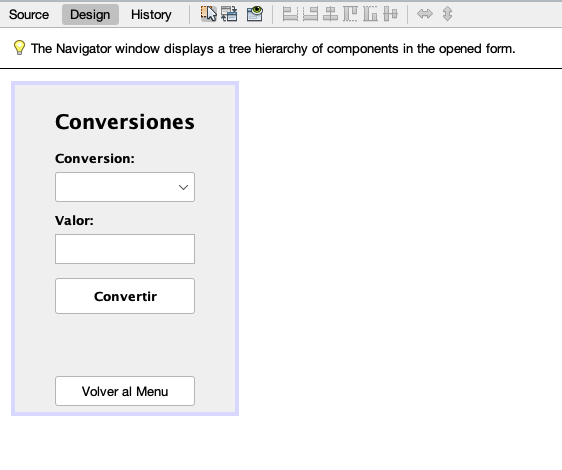 Source Design History
The Navigator window displays a tree hierarchy of components in the opened form.
Conversiones
Conversion:
Valor:
Convertir
Volver al Menu